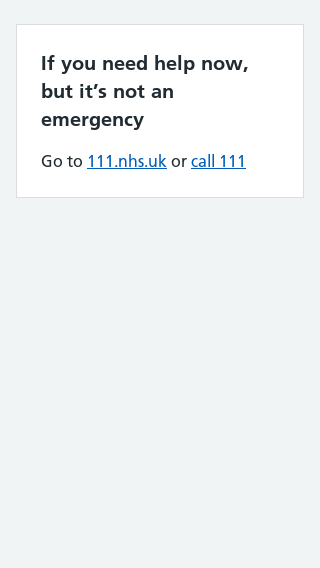 If you need help now,
but it’s not an
emergency
Go to 111.nhs.uk or call 111